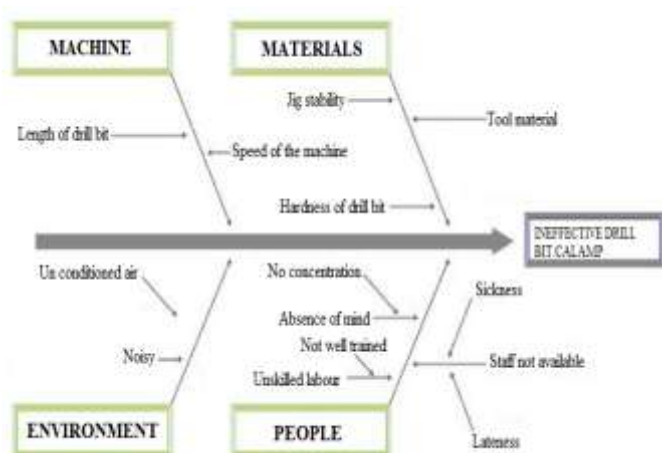 MACHINE
MATERIALS
Jig stability
Tool material
Length of drill bit
Speed of the machine
Hardness of drill bit
INEFFECTIVE DRILL
BIT CALAMP
Un conditioned air
No concentration
Sickness
Absence of mind
Not well trained
Noisy
Staff not available
Unskilled labour
ENVIRONMENT
PEOPLE
Lateness